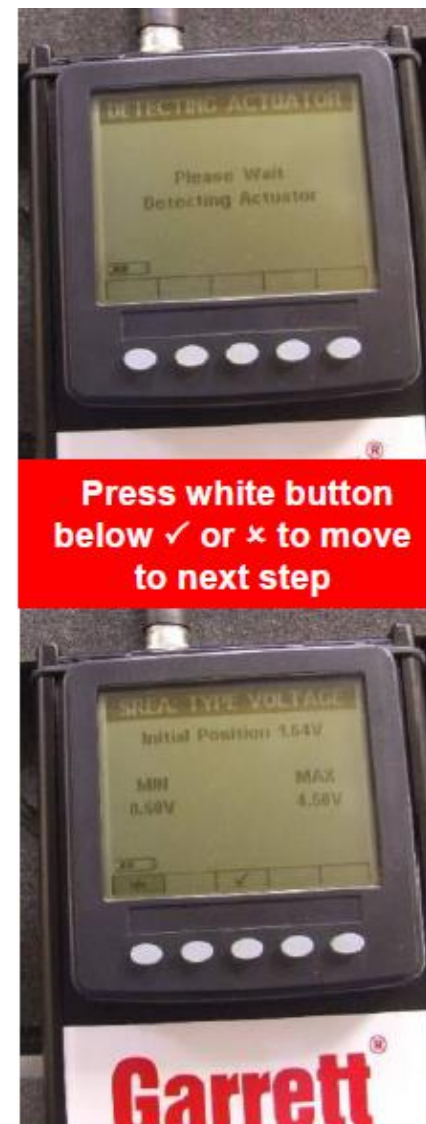 DETECTING ACTUATOR
Please Wait
Detecting Actuator
®
Press white button
below ✓ or × to move
to next step
SREA: TYPE VOLTAGE
Initial Position 1.64V
MIN MAX
0.50V 4.50V
✓
Garrett®